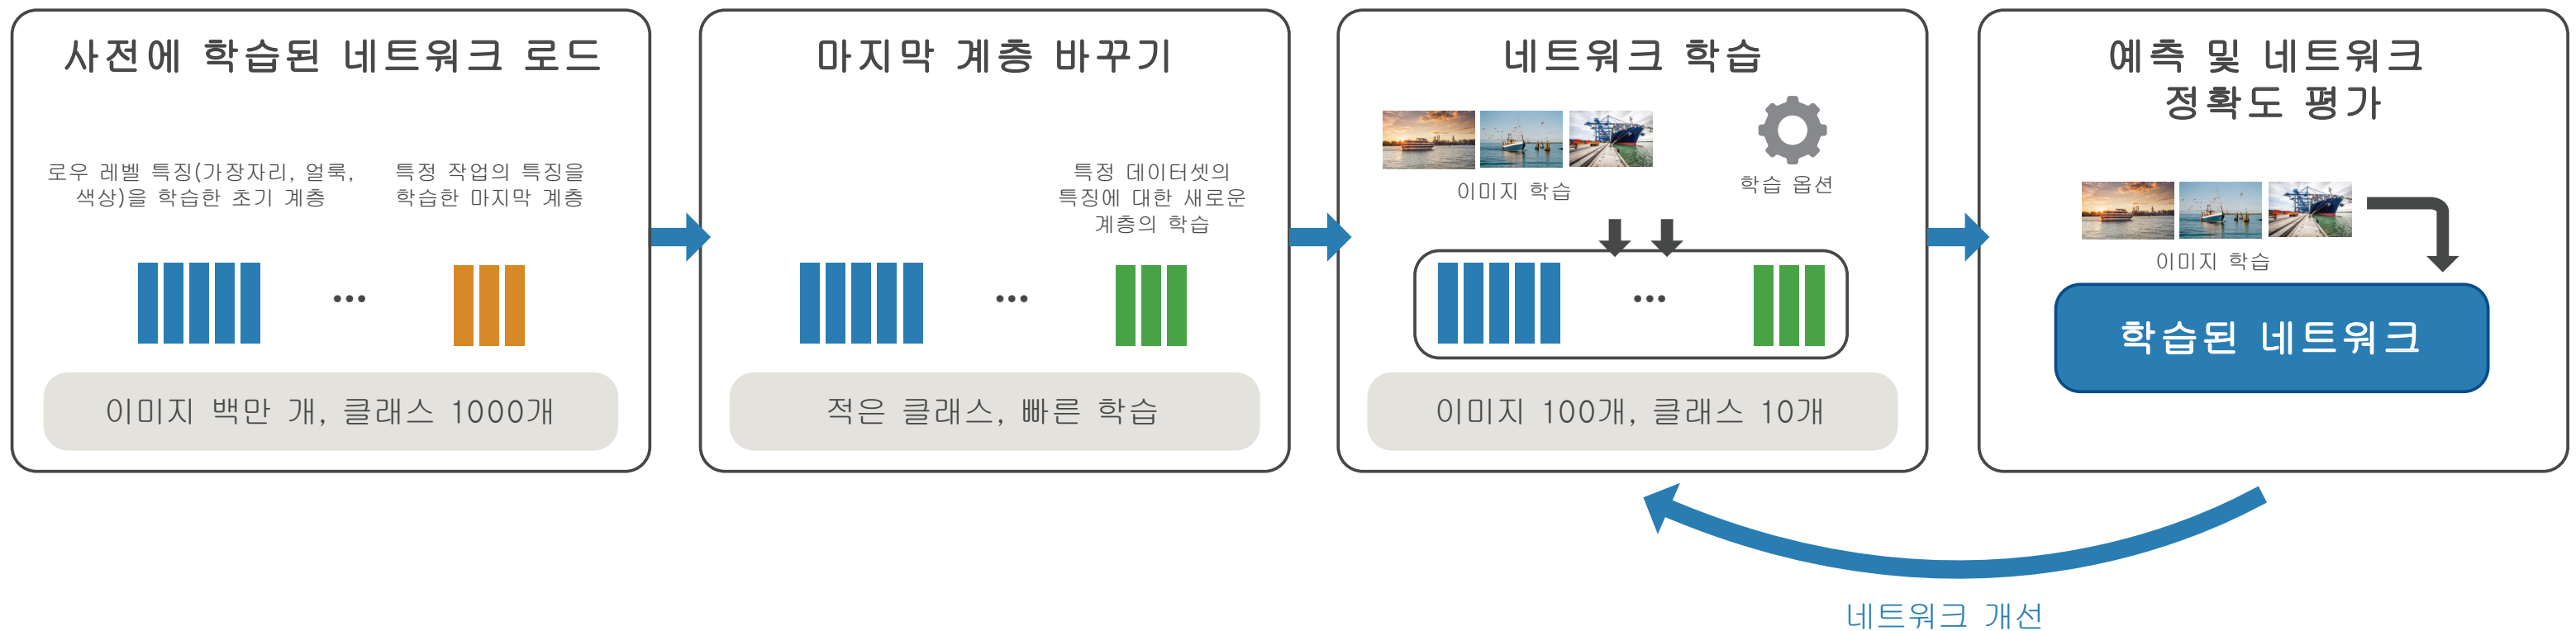 사전에 학습된 네트워크 로드
로우 레벨 특징(가장자리, 얼룩,
색상)을 학습한 초기 계층
특정 작업의 특징을
학습한 마지막 계층
...
이미지 백만 개, 클래스 1000개
마지막 계층 바꾸기
특정 데이터셋의
특징에 대한 새로운
계층의 학습
...
적은 클래스, 빠른 학습
네트워크 학습
이미지 학습
학습 옵션
...
이미지 100개, 클래스 10개
예측 및 네트워크
정확도 평가
이미지 학습
학습된 네트워크
네트워크 개선